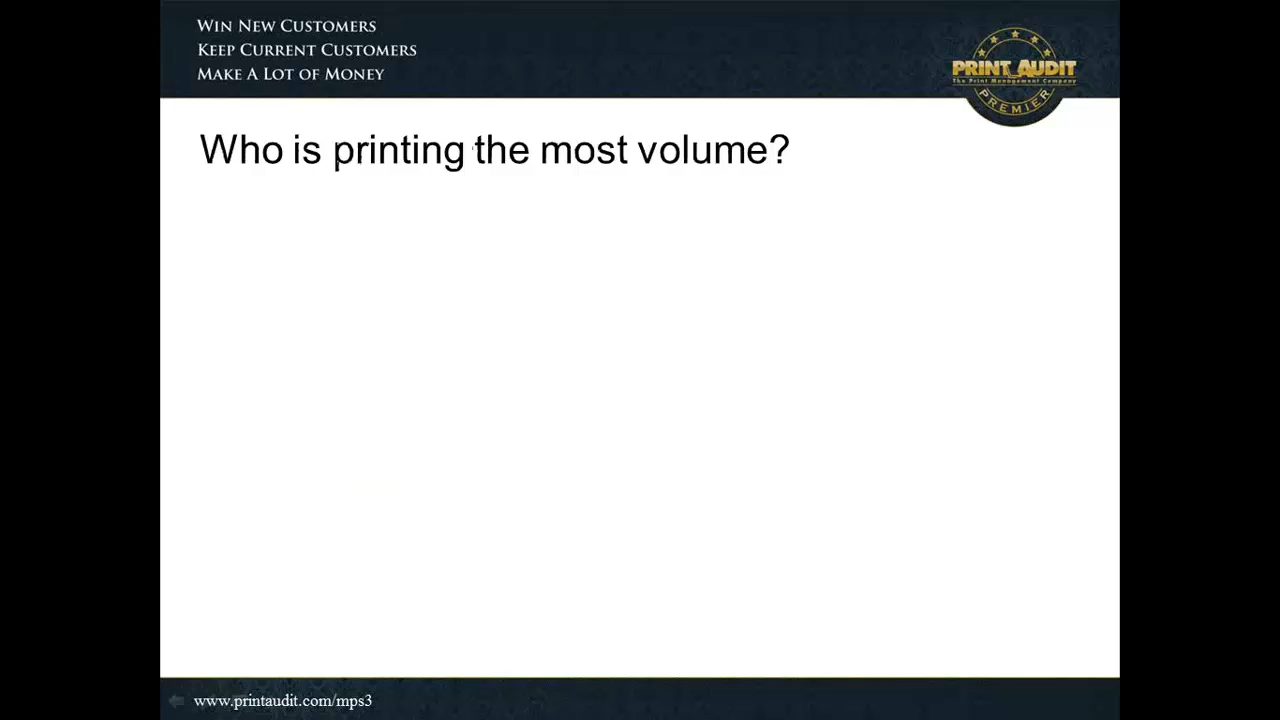 WIN NEW CUSTOMERS
KEEP CURRENT CUSTOMERS
MAKE A LOT OF MONEY
PRINT AUDIT
The Print Management Company
PREMIER
Who is printing the most volume?
www.printaudit.com/mps3